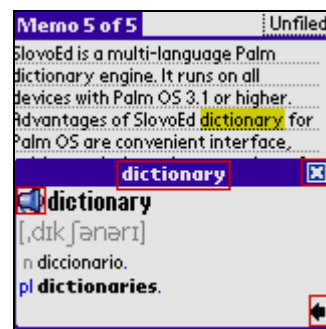 Memo 5 of 5 Unfiled
SlovoEd is a multi-language Palm
dictionary engine. It runs on all
devices with Palm OS 3.1 or higher.
Advantages of SlovoEd dictionary for
Palm OS are convenient interface,
dictionary
dictionary
[ˌdɪkʃənərɪ]
n diccionario.
pl dictionaries.